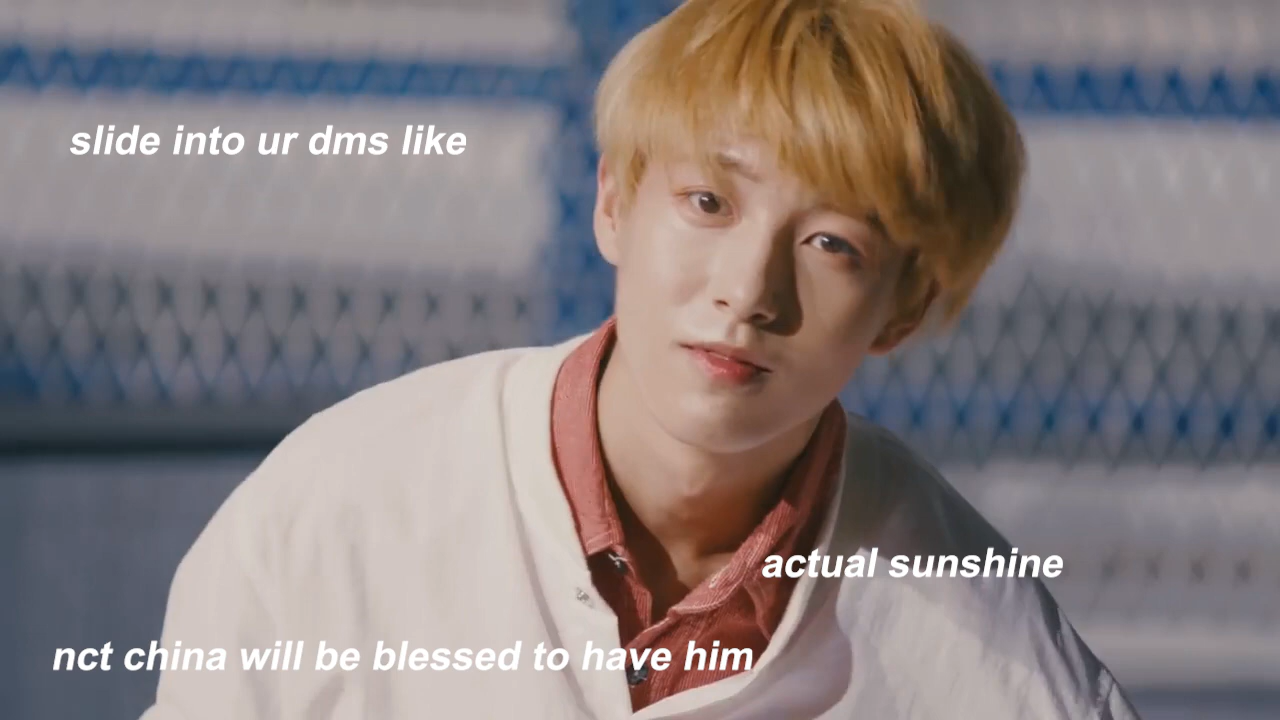 slide into ur dms like
actual sunshine
nct china will be blessed to have him